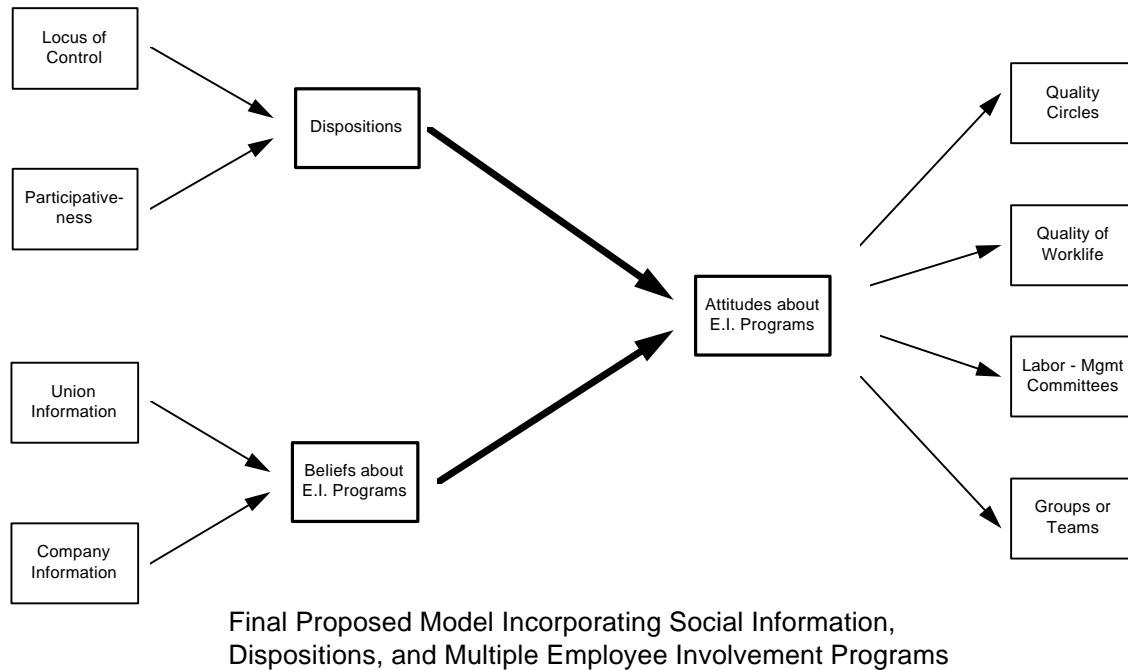 Locus of
Control
Participative-
ness
Union
Information
Company
Information
Dispositions
Beliefs about
E.I. Programs
Attitudes about
E.I. Programs
Quality
Circles
Quality of
Worklife
Labor - Mgmt
Committees
Groups or
Teams
Final Proposed Model Incorporating Social Information,
Dispositions, and Multiple Employee Involvement Programs